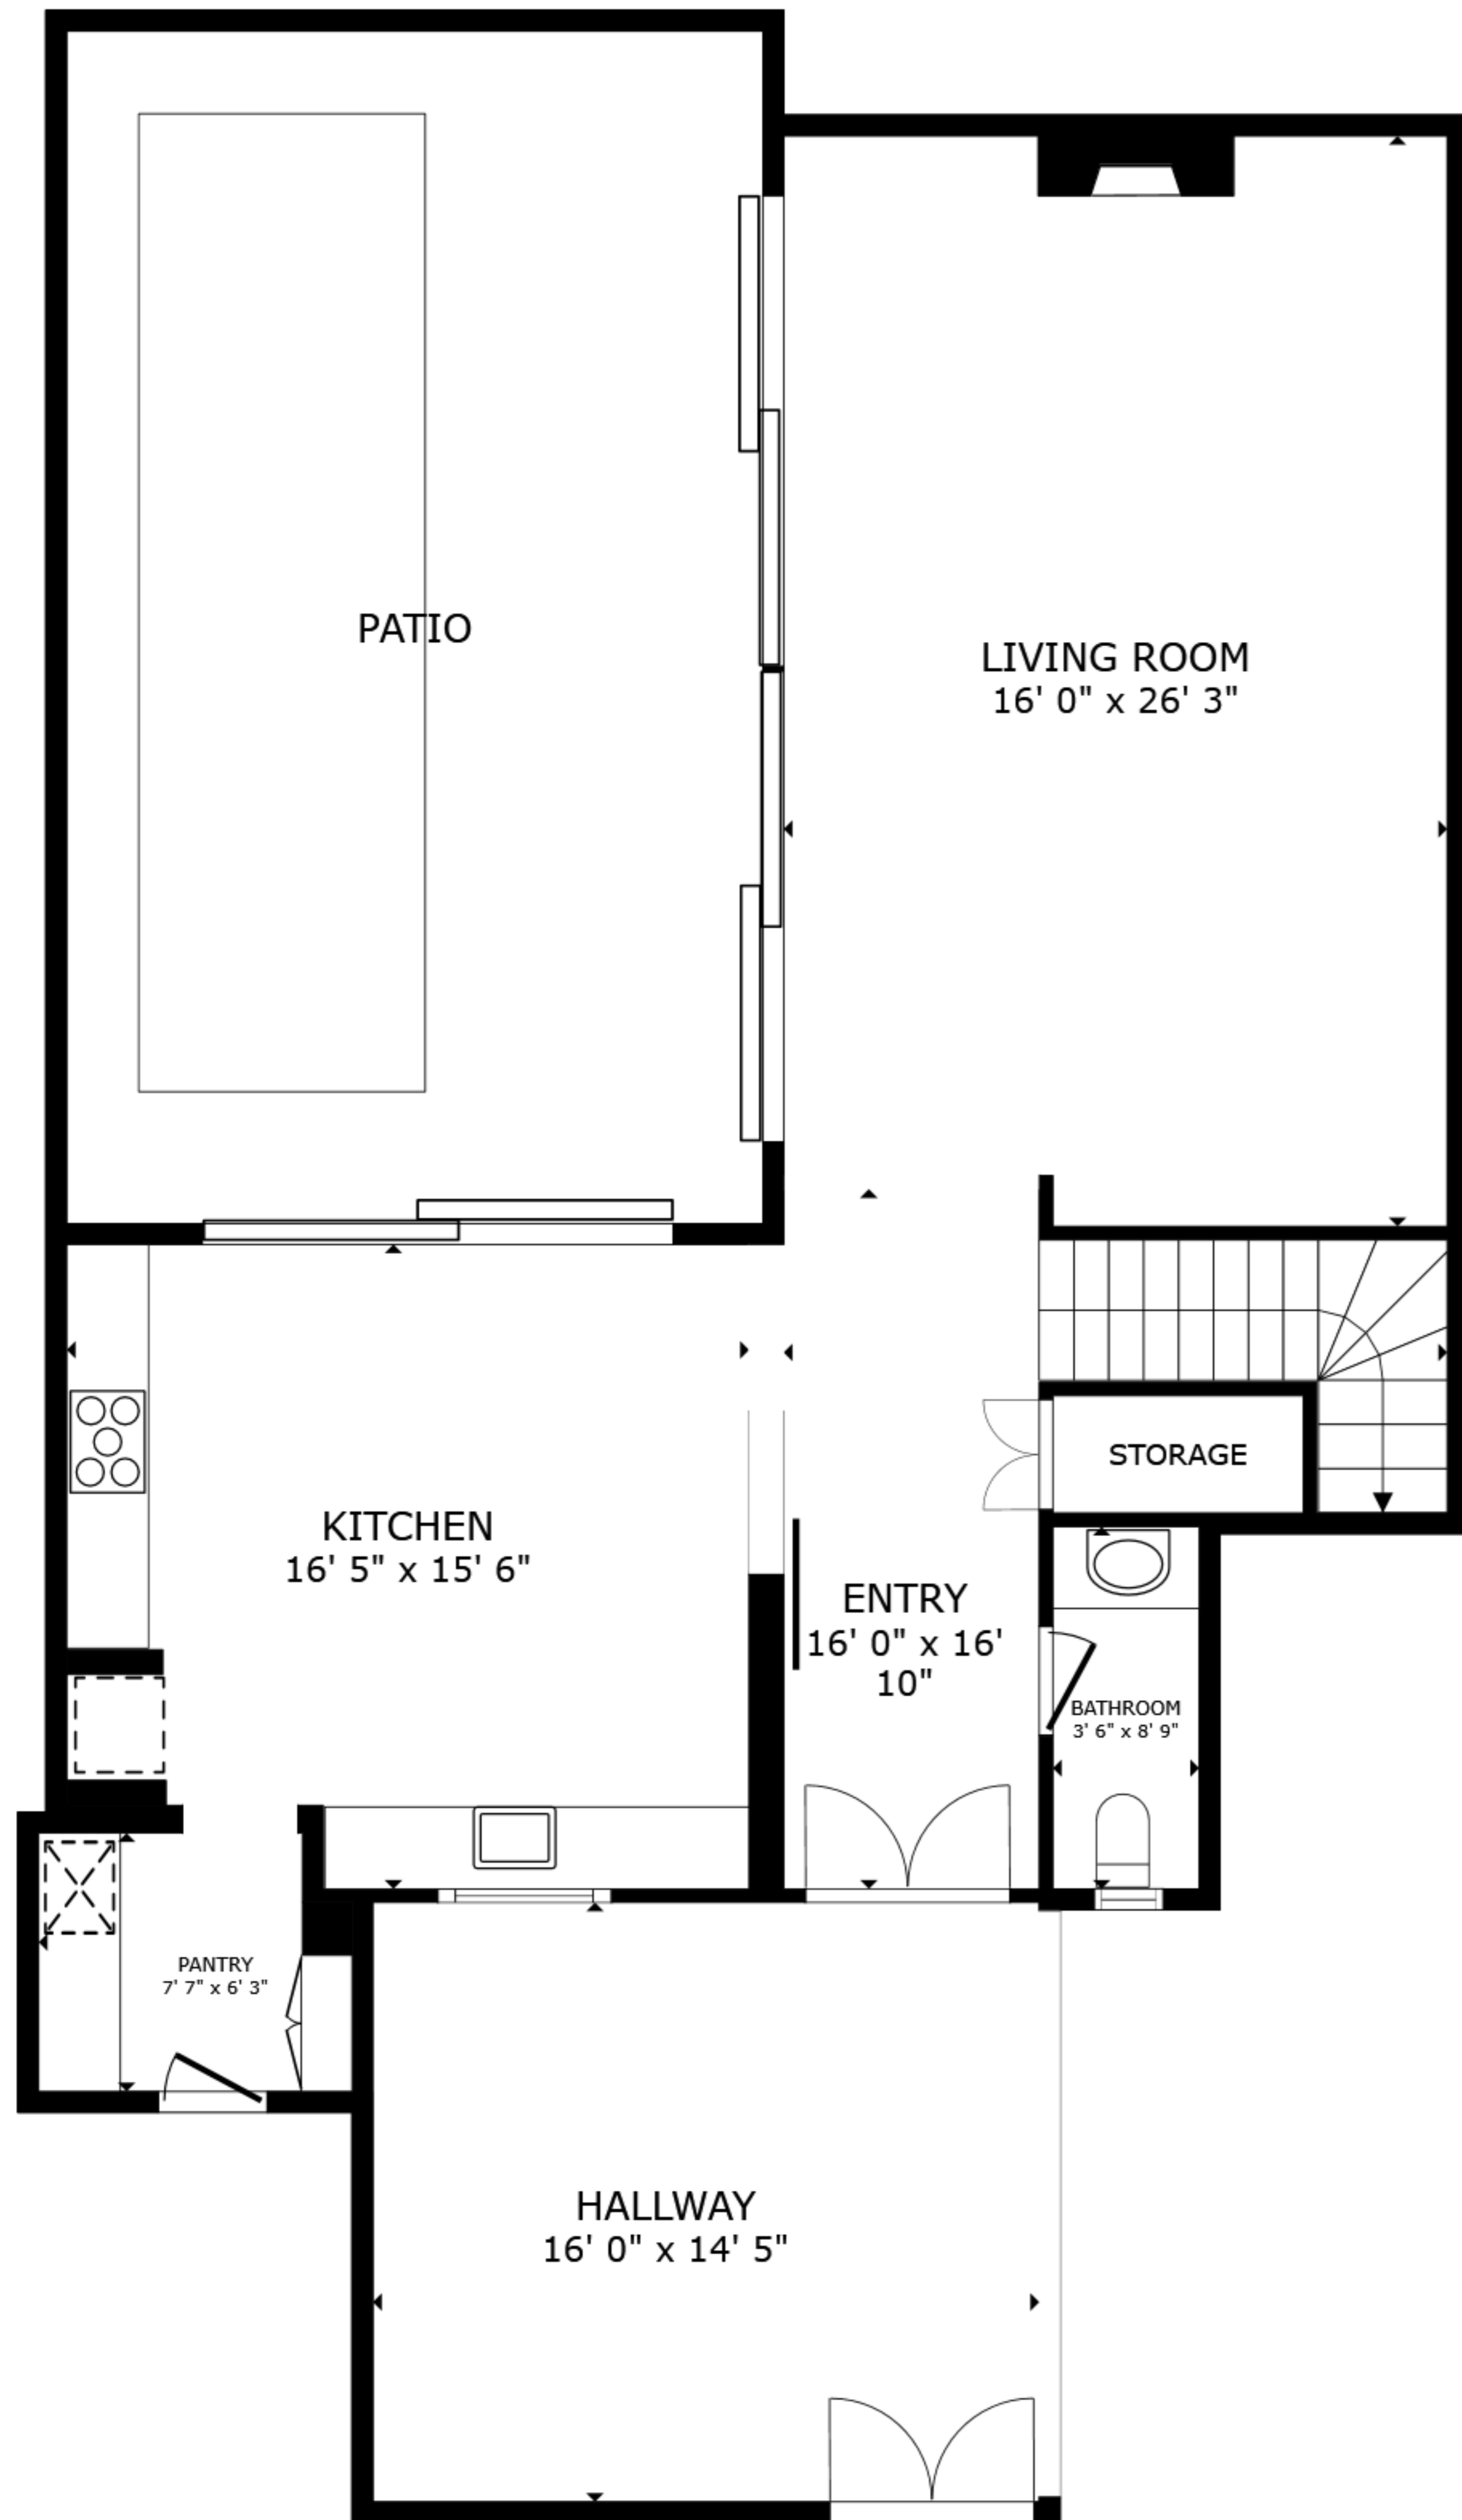 PATIO
LIVING ROOM
16' 0" x 26' 3"
STORAGE
KITCHEN
16' 5" x 15' 6"
ENTRY
16' 0" x 16'
10"
BATHROOM
3' 6" x 8' 9"
PANTRY
7' 7" x 6' 3"
HALLWAY
16' 0" x 14' 5"